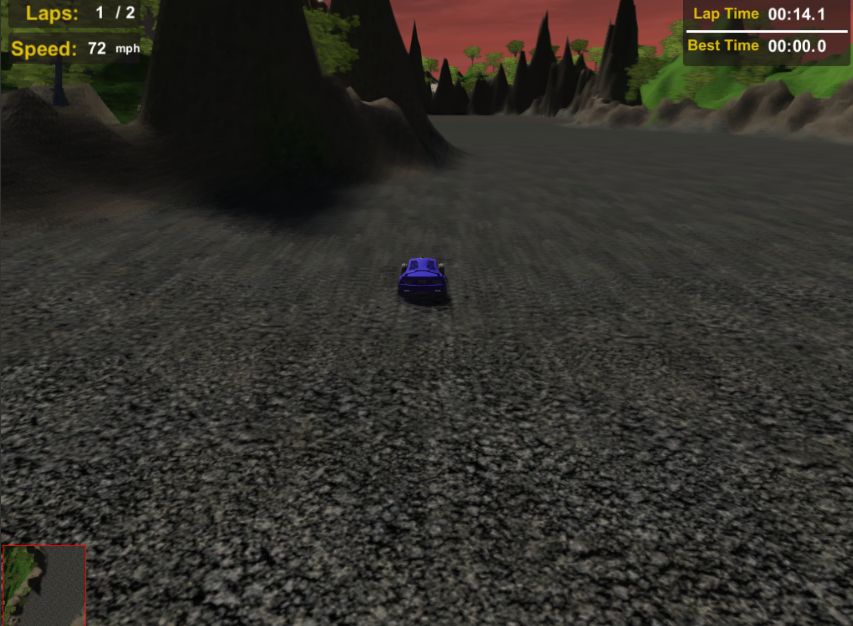 Laps: 1 / 2
Speed: 72 mph
Lap Time 00:14.1
Best Time 00:00.0